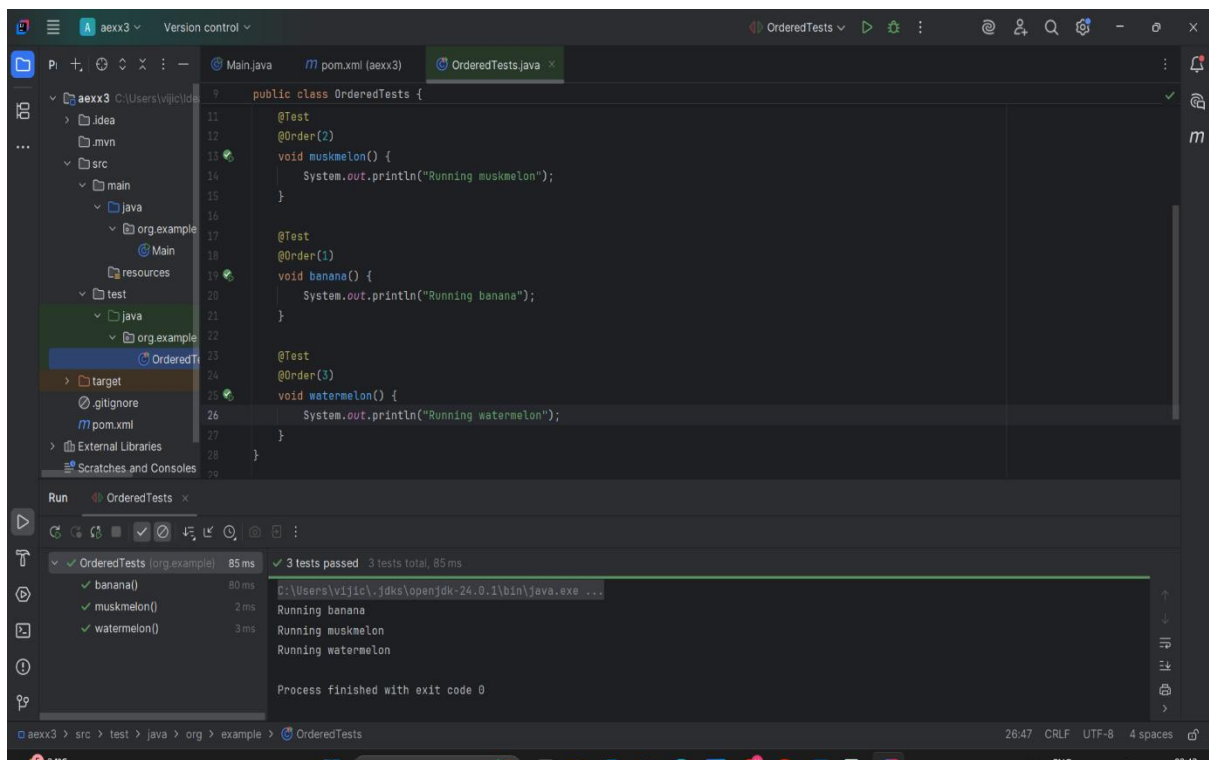 A aexx3 Version control OrderedTests
P Main.java m pom.xml (aexx3) OrderedTests.java
aexx3 C:\Users\vijic\Ide
.idea
.mvn
src
main
java
org.example
Main
resources
test
java
org.example
OrderedTe
target
.gitignore
m pom.xml
External Libraries
Scratches and Consoles
9 public class OrderedTests {
11 @Test
12 @Order(2)
13 void muskmelon() {
14 System.out.println("Running muskmelon");
15 }
16
17 @Test
18 @Order(1)
19 void banana() {
20 System.out.println("Running banana");
21 }
22
23 @Test
24 @Order(3)
25 void watermelon() {
26 System.out.println("Running watermelon");
27 }
28 }
29
m
Run OrderedTests
OrderedTests (org.example) 85 ms
banana() 80 ms
muskmelon() 2 ms
watermelon() 3 ms
3 tests passed 3 tests total, 85 ms
C:\Users\vijic\.jdks\openjdk-24.0.1\bin\java.exe ...
Running banana
Running muskmelon
Running watermelon
Process finished with exit code 0
aexx3 > src > test > java > org > example > OrderedTests 26:47 CRLF UTF-8 4 spaces